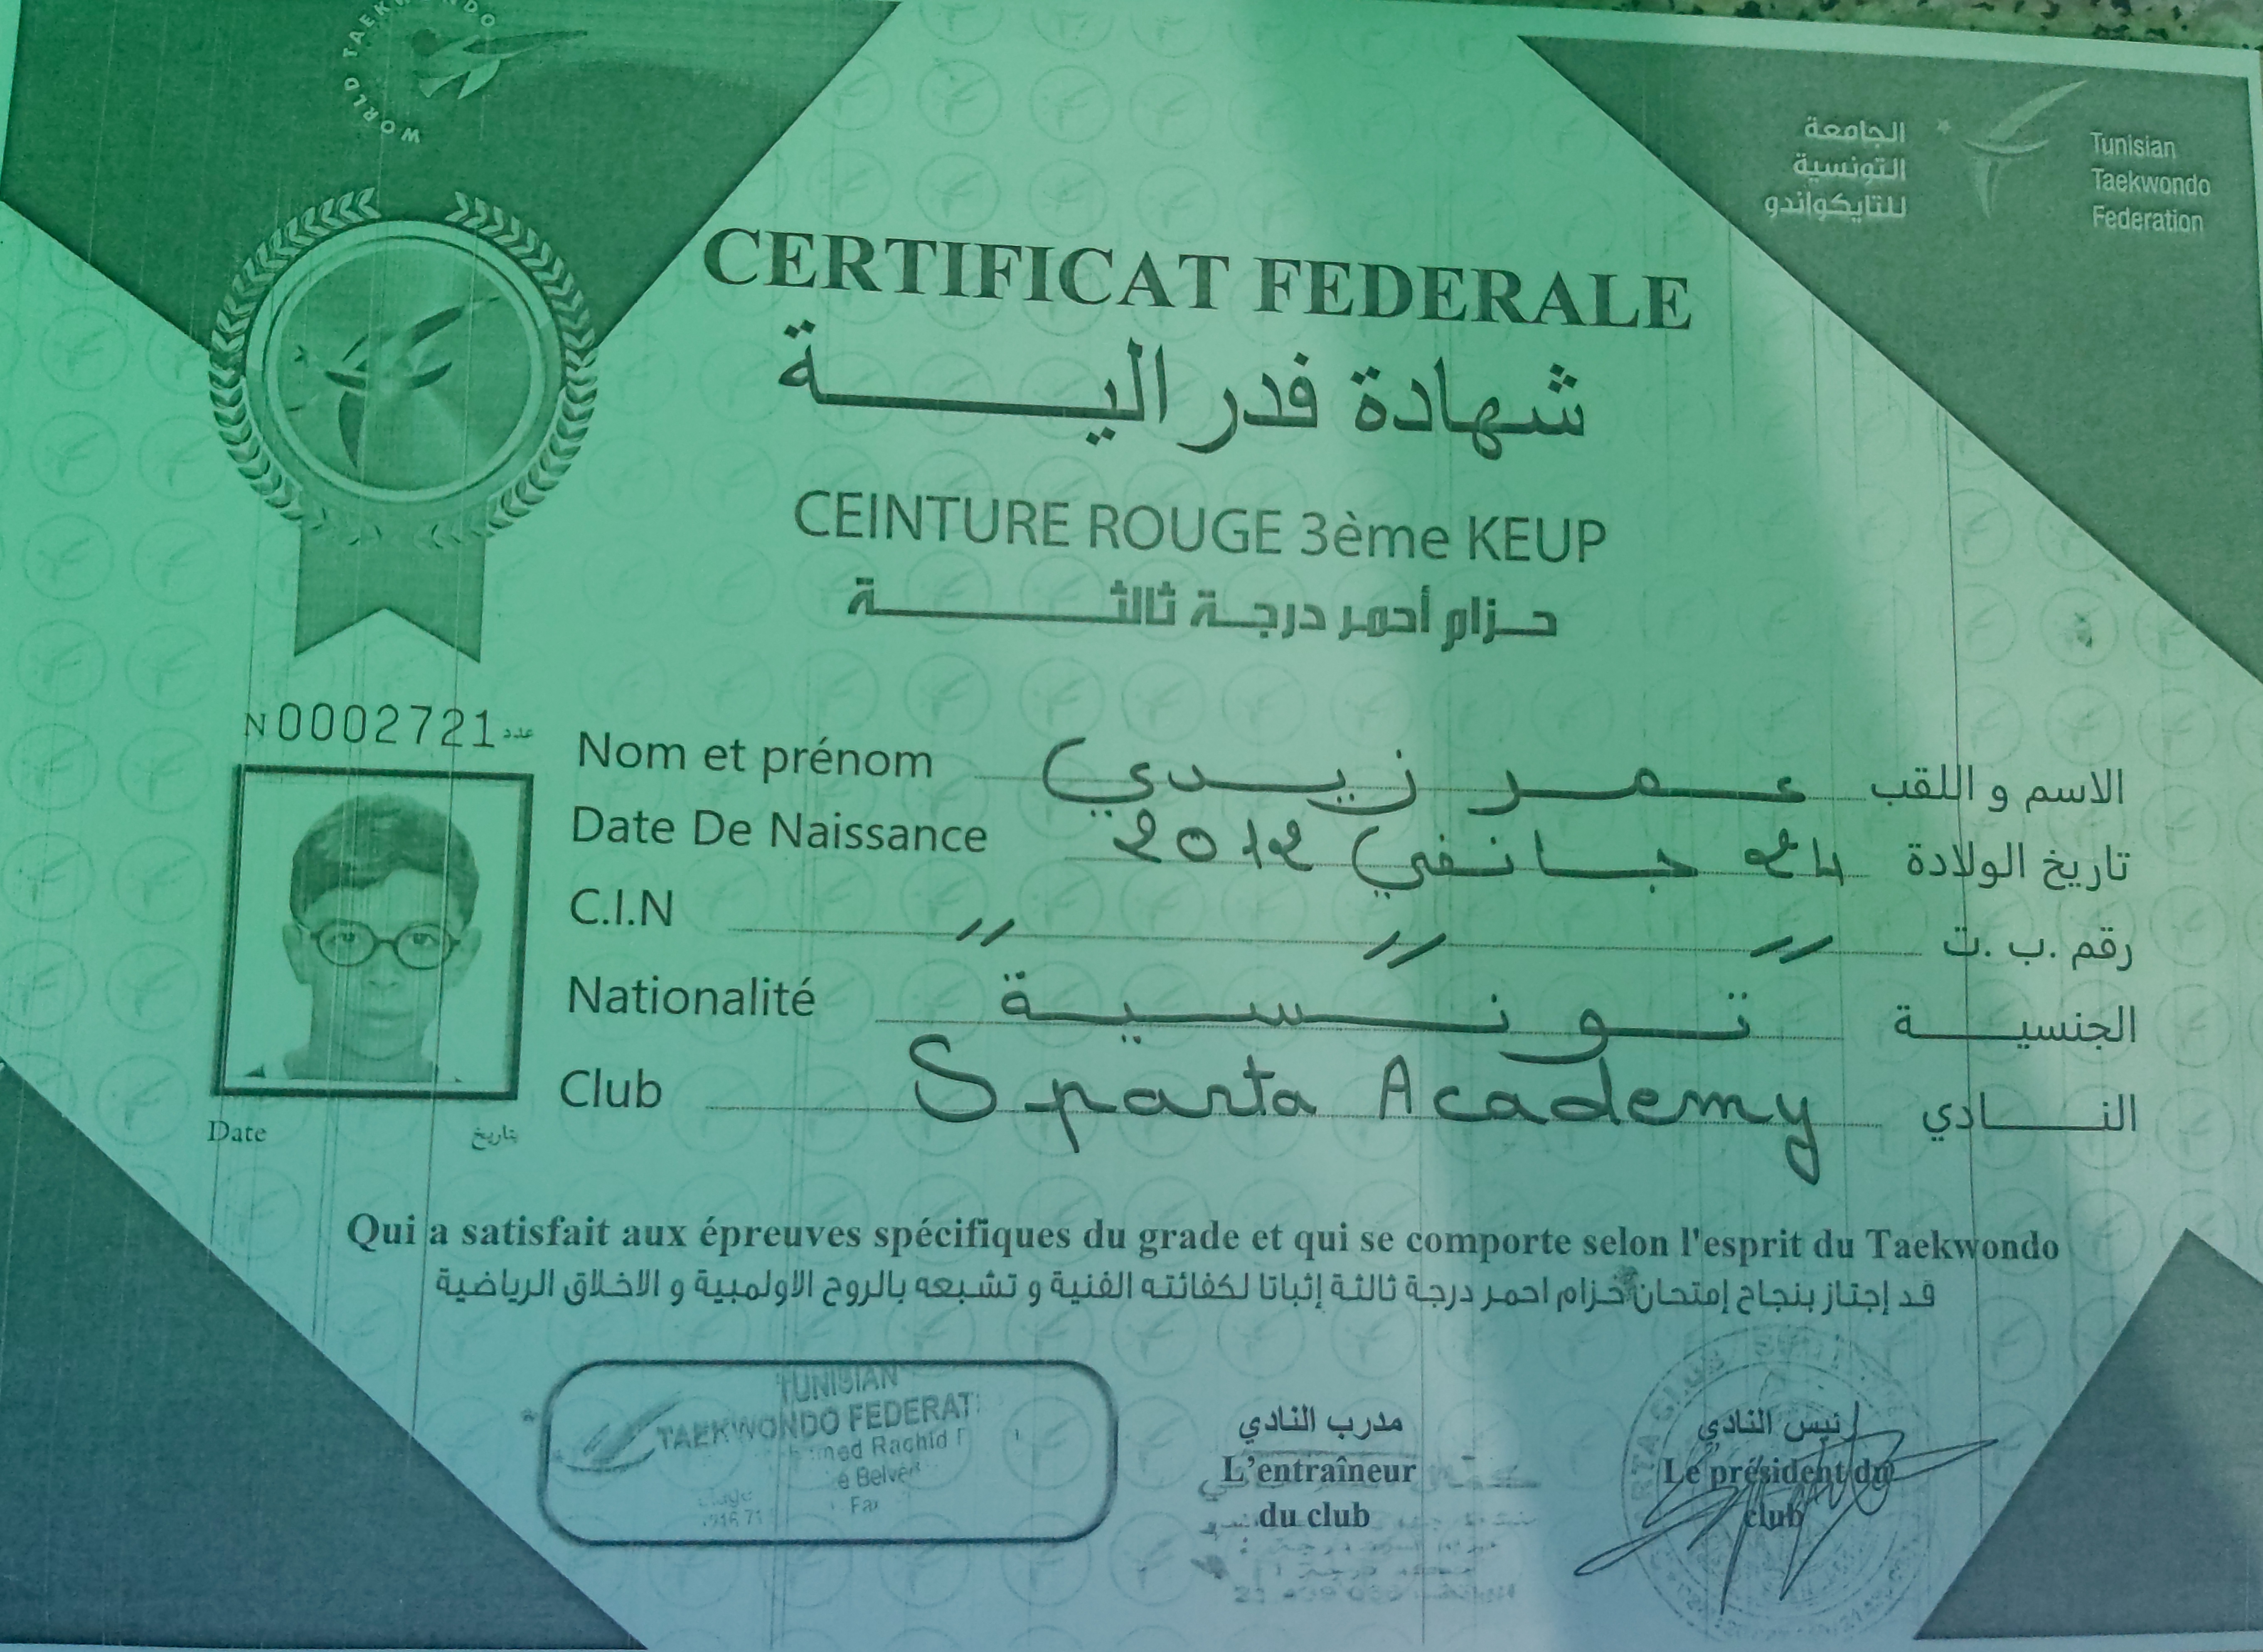 WORLD TAEKWONDO
الجامعة
التونسية
للتايكواندو
Tunisian
Taekwondo
Federation
CERTIFICAT FEDERALE
شهادة فدرالية
CEINTURE ROUGE 3ème KEUP
حزام أحمر درجة ثالثة
N0002721 عدد
Nom et prénom عمر زيدي الاسم و اللقب
Date De Naissance 24 جانفي 2012 تاريخ الولادة
C.I.N " " " رقم .ب .ت
Nationalité تونسية الجنسية
Club Sparta Academy النادي
Date تاريخ
Qui a satisfait aux épreuves spécifiques du grade et qui se comporte selon l'esprit du Taekwondo
قد إجتاز بنجاح إمتحان حزام احمر درجة ثالثة إثباتا لكفائته الفنية و تشبعه بالروح الاولمبية و الاخلاق الرياضية
TUNISIAN
TAEKWONDO FEDERAT
Rachid
مدرب النادي
L'entraîneur
du club
رئيس النادي
Le président du
club